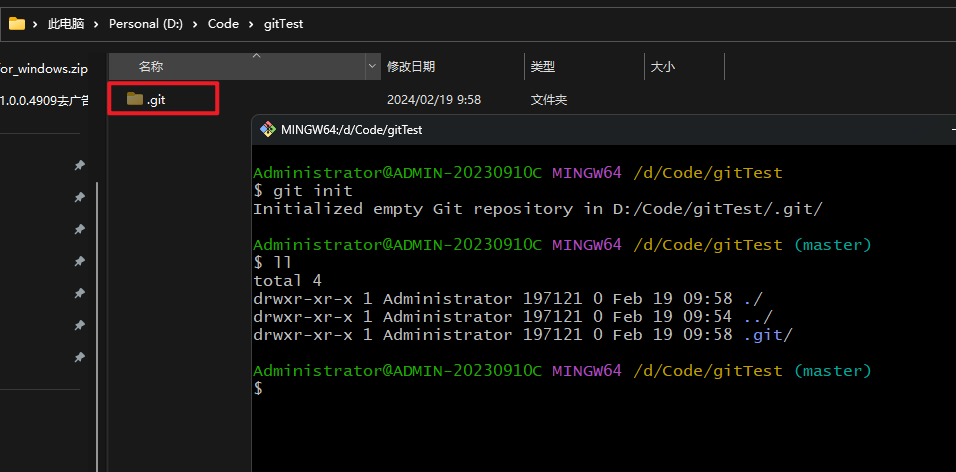 此电脑 Personal (D:) Code gitTest
or_windows.zip
1.0.0.4909去广告
名称 修改日期 类型 大小
.git 2024/02/19 9:58 文件夹
MINGW64:/d/Code/gitTest
Administrator@ADMIN-20230910C MINGW64 /d/Code/gitTest
$ git init
Initialized empty Git repository in D:/Code/gitTest/.git/
Administrator@ADMIN-20230910C MINGW64 /d/Code/gitTest (master)
$ ll
total 4
drwxr-xr-x 1 Administrator 197121 0 Feb 19 09:58 ./
drwxr-xr-x 1 Administrator 197121 0 Feb 19 09:54 ../
drwxr-xr-x 1 Administrator 197121 0 Feb 19 09:58 .git/
Administrator@ADMIN-20230910C MINGW64 /d/Code/gitTest (master)
$